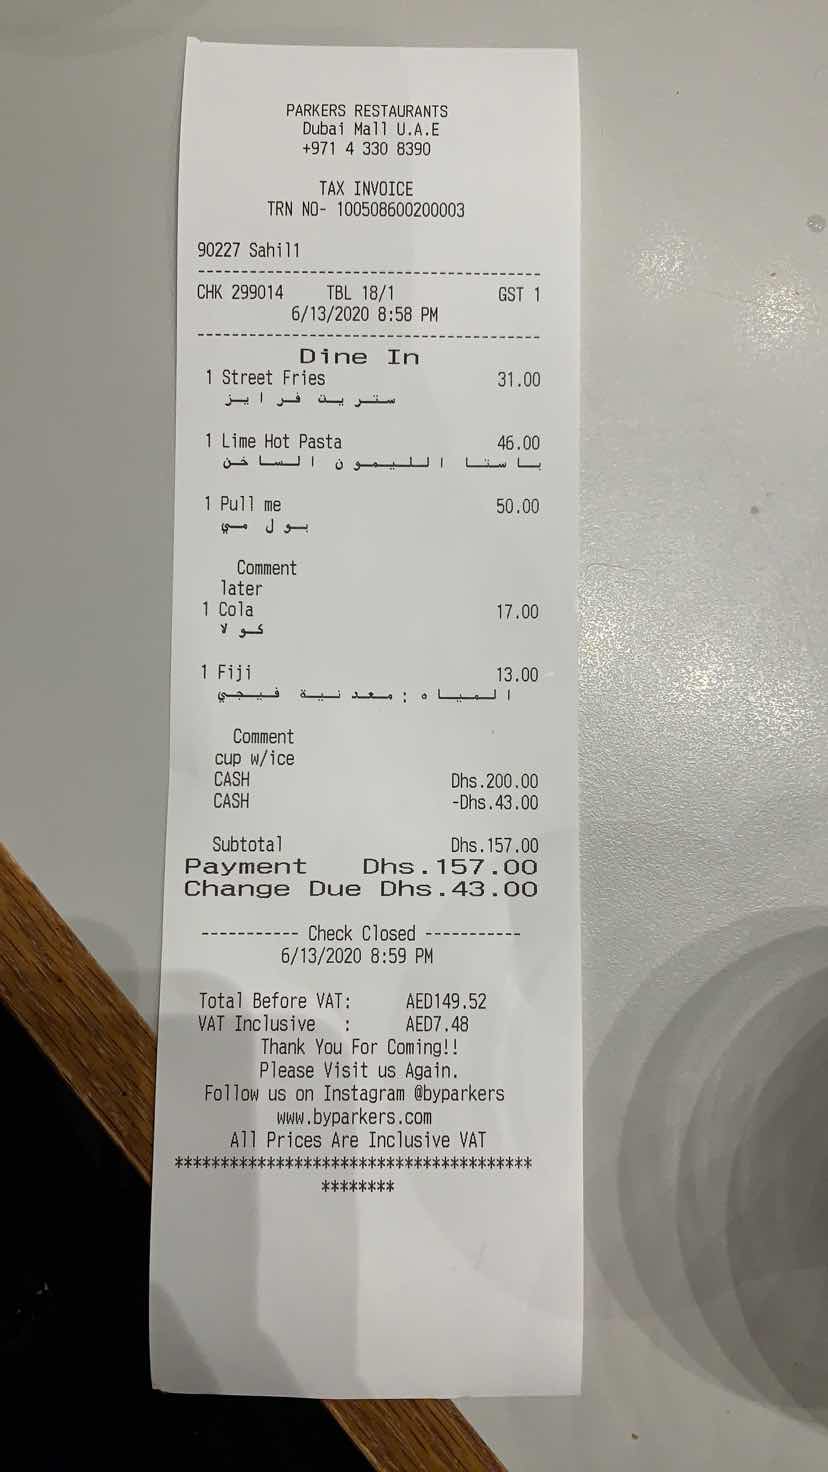 PARKERS RESTAURANTS
Dubai Mall U.A.E
+971 4 330 8390
TAX INVOICE
TRN NO- 100508600200003
90227 Sahil1
----------------------------------------
CHK 299014 TBL 18/1 GST 1
6/13/2020 8:58 PM
----------------------------------------
Dine In
1 Street Fries 31.00
ستريت فرايز
1 Lime Hot Pasta 46.00
باستا الليمون الساخن
1 Pull me 50.00
بول مي
Comment
later
1 Cola 17.00
كولا
1 Fiji 13.00
المياه : معدنية فيجي
Comment
cup w/ice
CASH Dhs.200.00
CASH -Dhs.43.00
Subtotal Dhs.157.00
Payment Dhs.157.00
Change Due Dhs.43.00
----------- Check Closed -----------
6/13/2020 8:59 PM
Total Before VAT: AED149.52
VAT Inclusive : AED7.48
Thank You For Coming!!
Please Visit us Again.
Follow us on Instagram @byparkers
www.byparkers.com
All Prices Are Inclusive VAT
***************************************
********